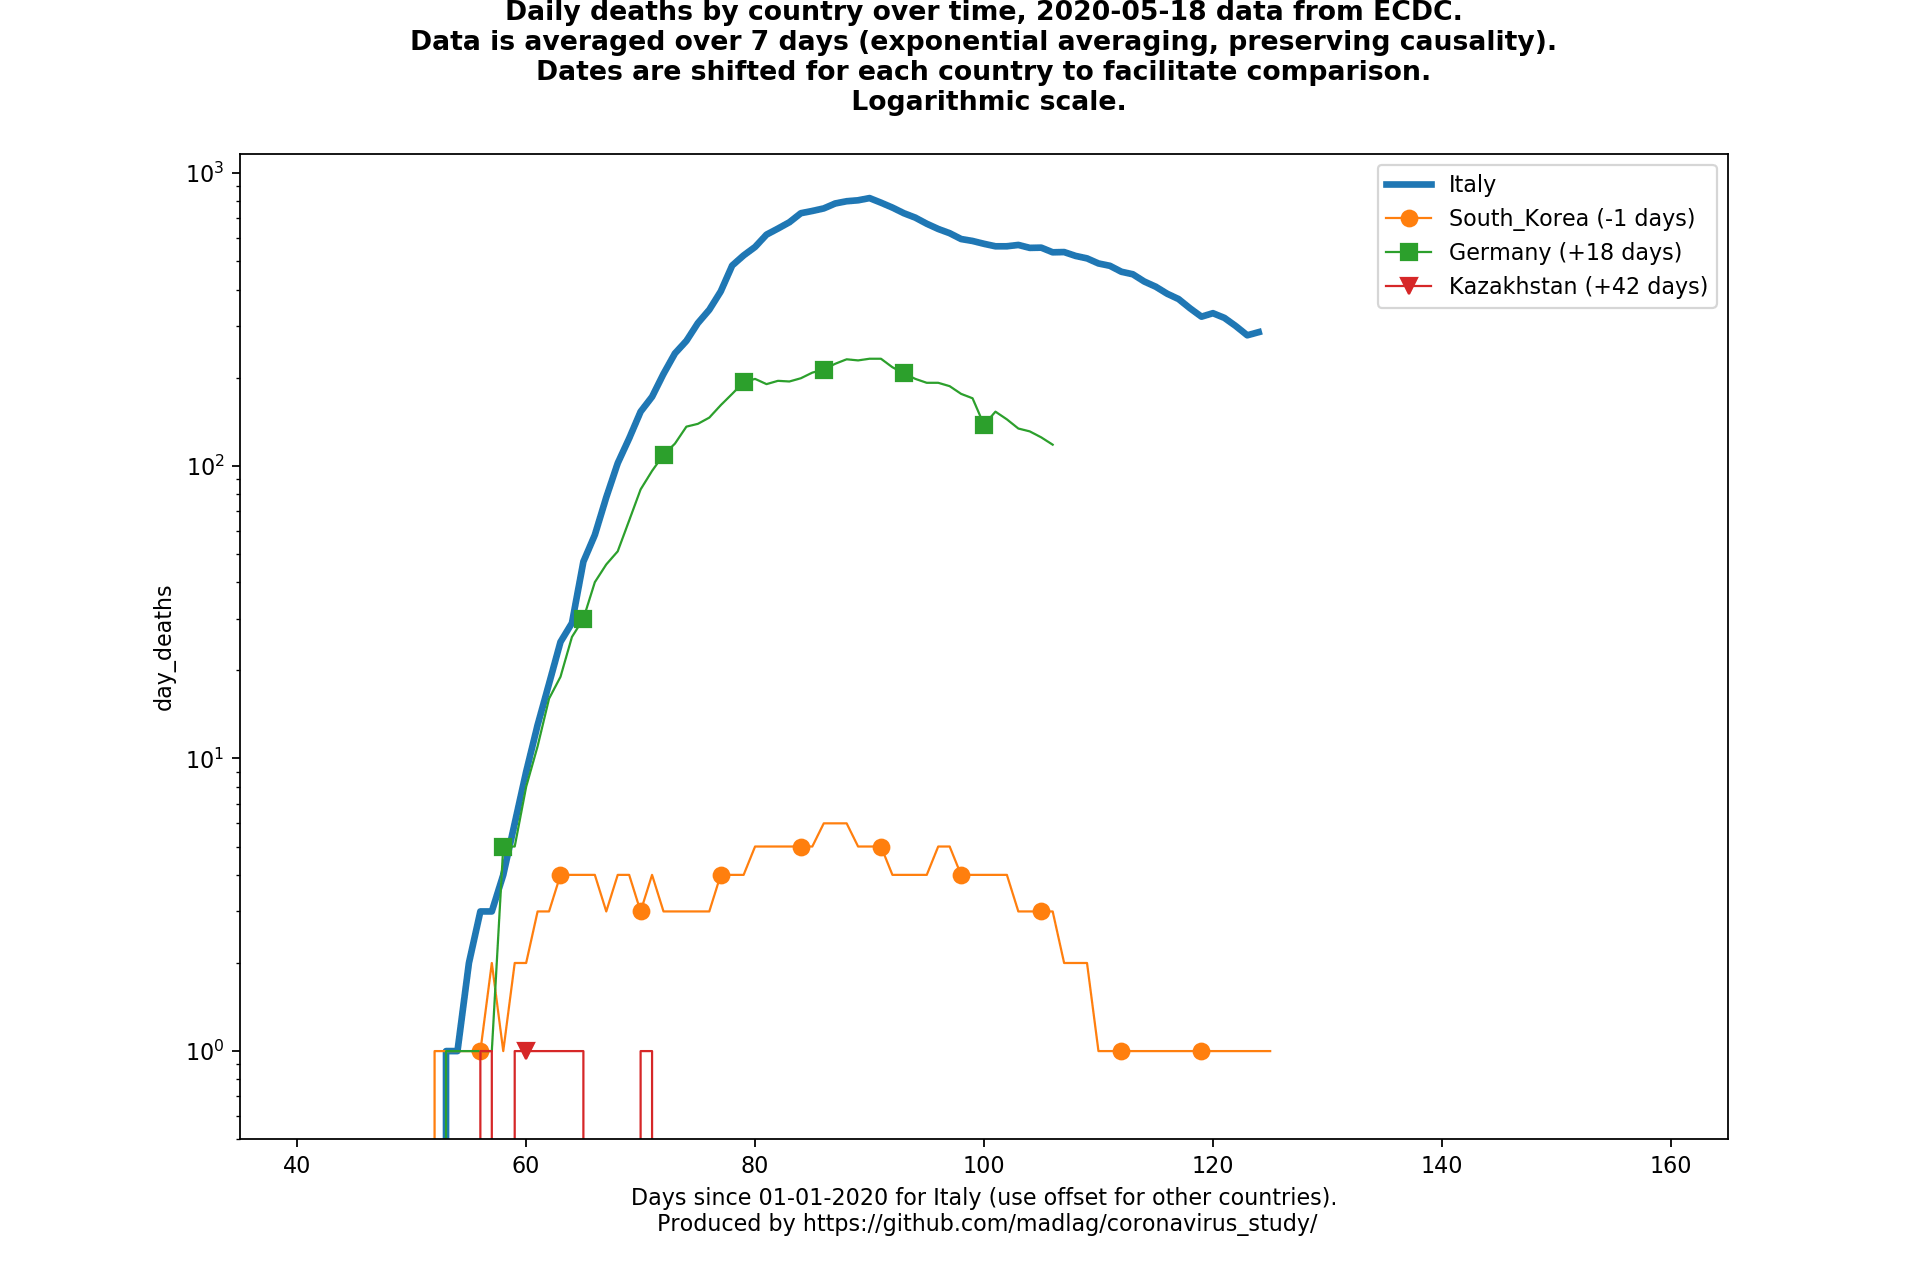 Daily deaths by country over time, 2020-05-18 data from ECDC.
Data is averaged over 7 days (exponential averaging, preserving causality).
Dates are shifted for each country to facilitate comparison.
Logarithmic scale.
10³
10²
10¹
10⁰
day_deaths
Italy
South_Korea (-1 days)
Germany (+18 days)
Kazakhstan (+42 days)
40 60 80 100 120 140 160
Days since 01-01-2020 for Italy (use offset for other countries).
Produced by https://github.com/madlag/coronavirus_study/